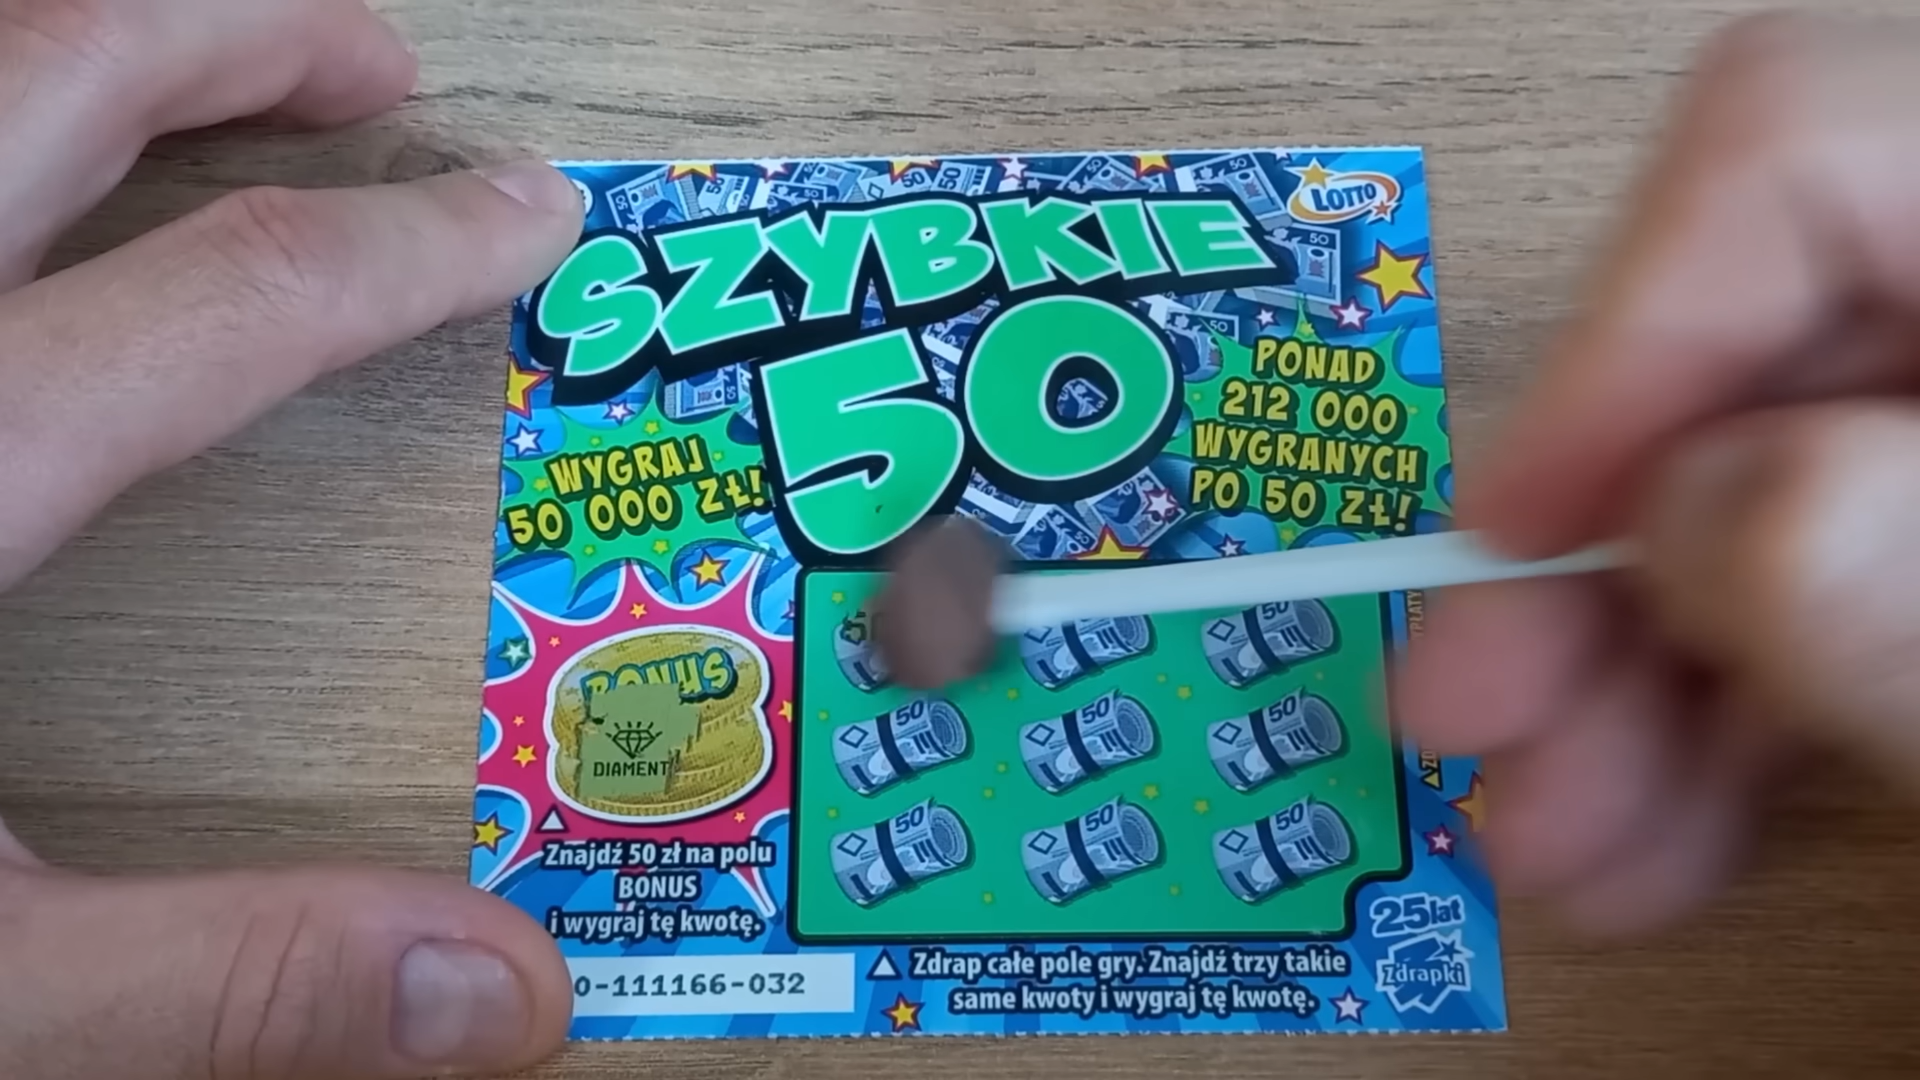 LOTTO
SZYBKIE
50
PONAD
212 000
WYGRANYCH
PO 50 ZŁ!
WYGRAJ
50 000 ZŁ!
BONUS
DIAMENT
50
50
50
50
50
50
50
50
Znajdź 50 zł na polu
BONUS
i wygraj tę kwotę.
0-111166-032
Zdrap całe pole gry. Znajdź trzy takie
same kwoty i wygraj tę kwotę.
25 lat
Zdrapki